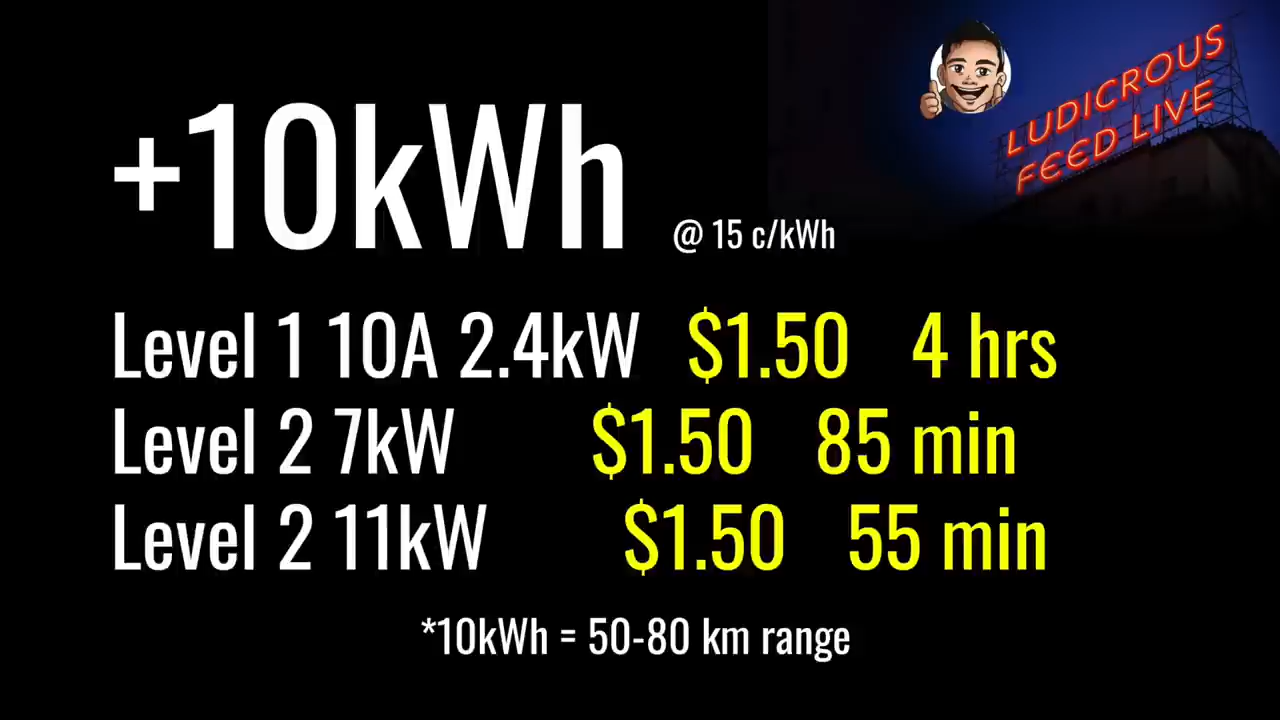 LUDICROUS
FEED LIVE
+10kWh @ 15 c/kWh
Level 1 10A 2.4kW $1.50 4 hrs
Level 2 7kW $1.50 85 min
Level 2 11kW $1.50 55 min
*10kWh = 50-80 km range